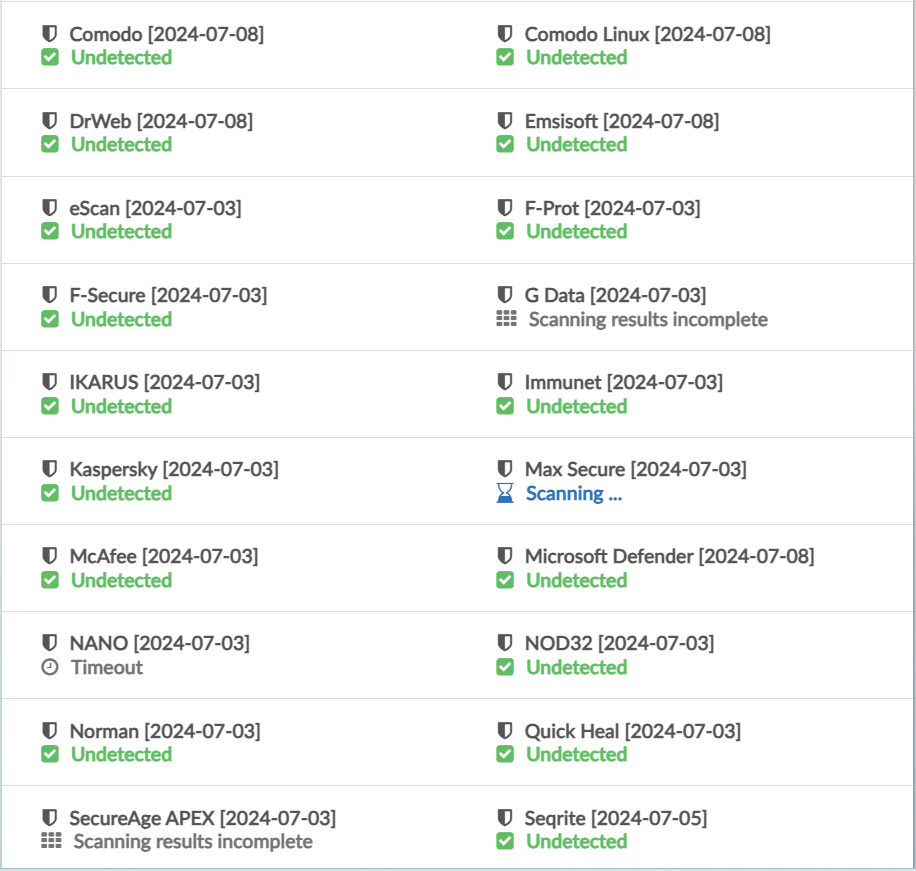 Comodo [2024-07-08]
Undetected
Comodo Linux [2024-07-08]
Undetected
DrWeb [2024-07-08]
Undetected
Emsisoft [2024-07-08]
Undetected
eScan [2024-07-03]
Undetected
F-Prot [2024-07-03]
Undetected
F-Secure [2024-07-03]
Undetected
G Data [2024-07-03]
Scanning results incomplete
IKARUS [2024-07-03]
Undetected
Immunet [2024-07-03]
Undetected
Kaspersky [2024-07-03]
Undetected
Max Secure [2024-07-03]
Scanning ...
McAfee [2024-07-03]
Undetected
Microsoft Defender [2024-07-08]
Undetected
NANO [2024-07-03]
Timeout
NOD32 [2024-07-03]
Undetected
Norman [2024-07-03]
Undetected
Quick Heal [2024-07-03]
Undetected
SecureAge APEX [2024-07-03]
Scanning results incomplete
Seqrite [2024-07-05]
Undetected